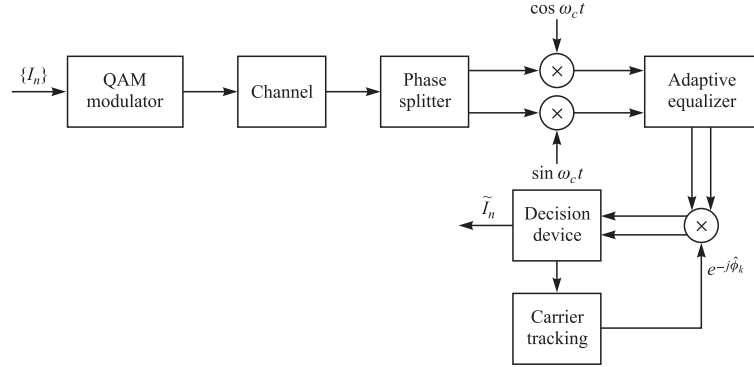 cos ω_c t
{I_n}
QAM
modulator
Channel
Phase
splitter
×
×
Adaptive
equalizer
sin ω_c t
Ĩ_n
Decision
device
×
e^{−jφ̂_k}
Carrier
tracking